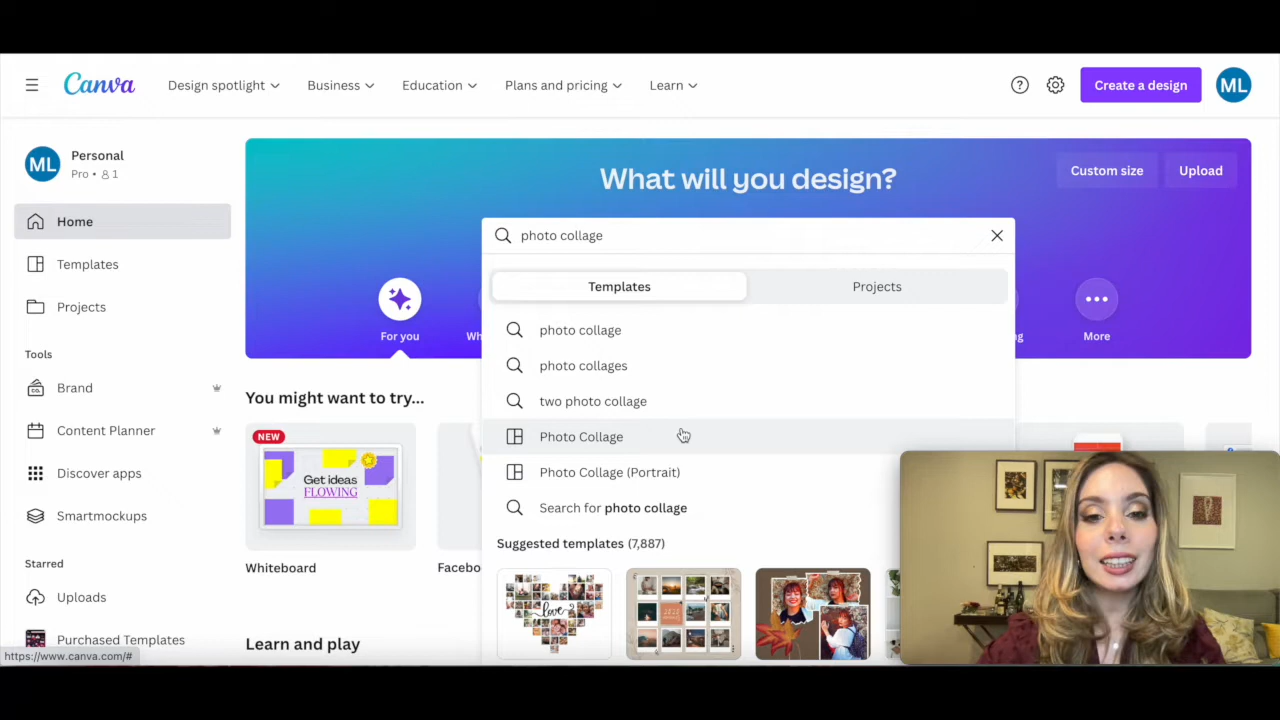 Canva
Design spotlight
Business
Education
Plans and pricing
Learn
?
Create a design
ML
ML
Personal
Pro • 1
Home
Templates
Projects
Tools
Brand
Content Planner
Discover apps
Smartmockups
Starred
Uploads
Purchased Templates
https://www.canva.com/#
What will you design?
Custom size
Upload
photo collage
Templates
Projects
photo collage
photo collages
two photo collage
Photo Collage
Photo Collage (Portrait)
Search for photo collage
Suggested templates (7,887)
love
2022
For you
Wh
ng
More
You might want to try...
NEW
Get ideas
FLOWING
Whiteboard
Facebo
Learn and play